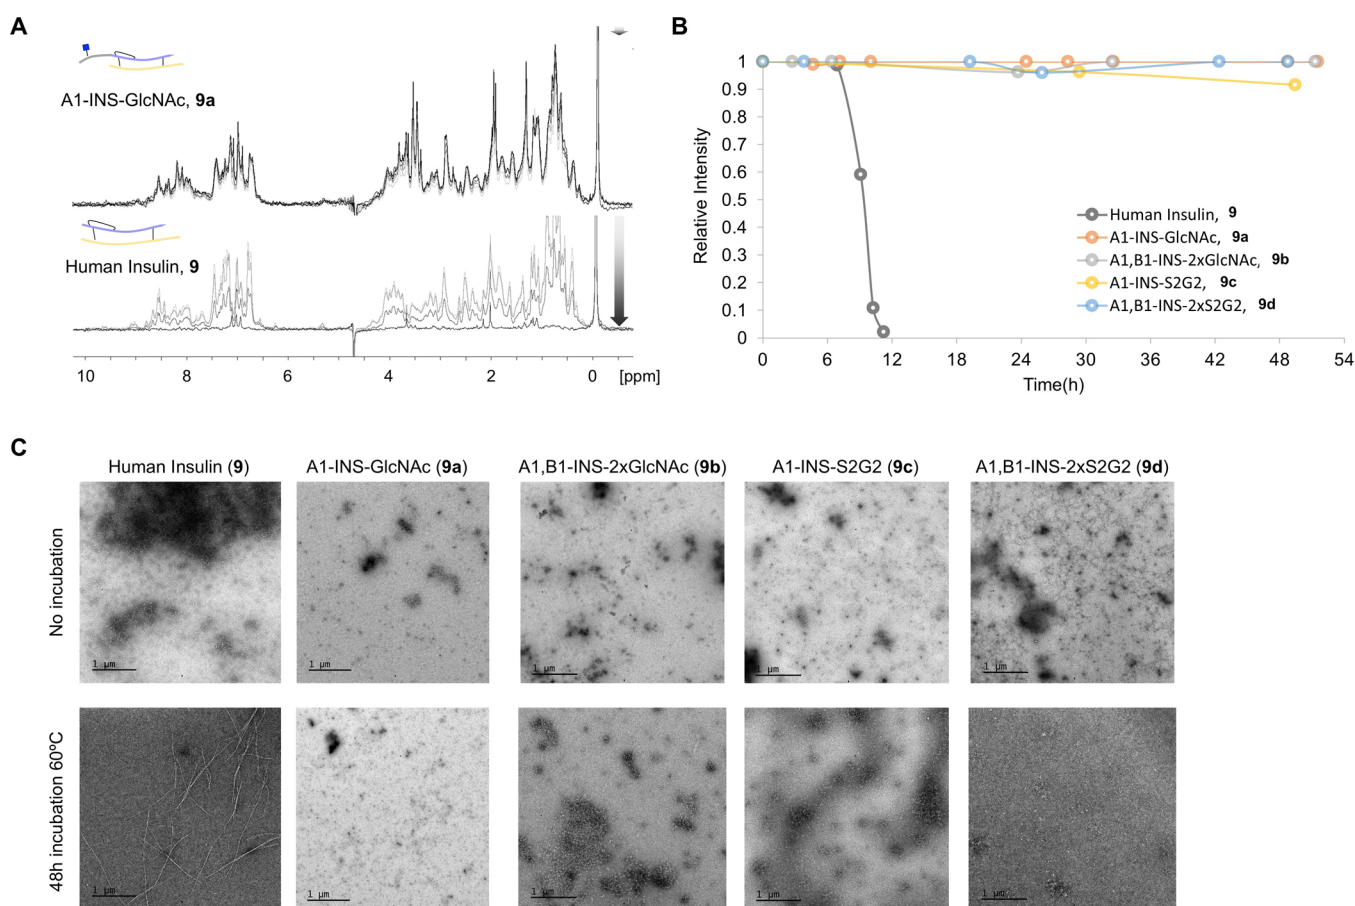 A
A1-INS-GlcNAc, 9a
Human Insulin, 9
10
8
6
4
2
0
[ppm]
B
Relative Intensity
1
0.9
0.8
0.7
0.6
0.5
0.4
0.3
0.2
0.1
0
Human Insulin, 9
A1-INS-GlcNAc, 9a
A1,B1-INS-2xGlcNAc, 9b
A1-INS-S2G2, 9c
A1,B1-INS-2xS2G2, 9d
0
6
12
18
24
30
36
42
48
54
Time(h)
C
Human Insulin (9)
A1-INS-GlcNAc (9a)
A1,B1-INS-2xGlcNAc (9b)
A1-INS-S2G2 (9c)
A1,B1-INS-2xS2G2 (9d)
No incubation
1 μm
1 μm
1 μm
1 μm
1 μm
48h incubation 60ºC
1 μm
1 μm
1 μm
1 μm
1 μm